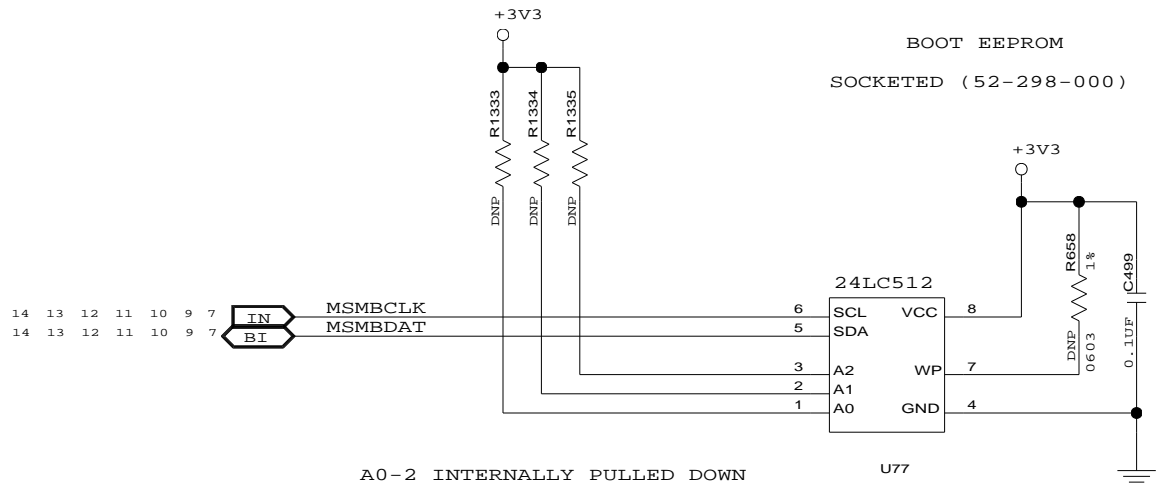 +3V3
BOOT EEPROM
SOCKETED (52-298-000)
R1333
R1334
R1335
DNP
DNP
DNP
+3V3
R658
1%
DNP
0603
C499
0.1UF
24LC512
14 13 12 11 10 9 7 IN MSMBCLK
14 13 12 11 10 9 7 BI MSMBDAT
6 SCL VCC 8
5 SDA
3 A2 WP 7
2 A1
1 A0 GND 4
U77
A0-2 INTERNALLY PULLED DOWN